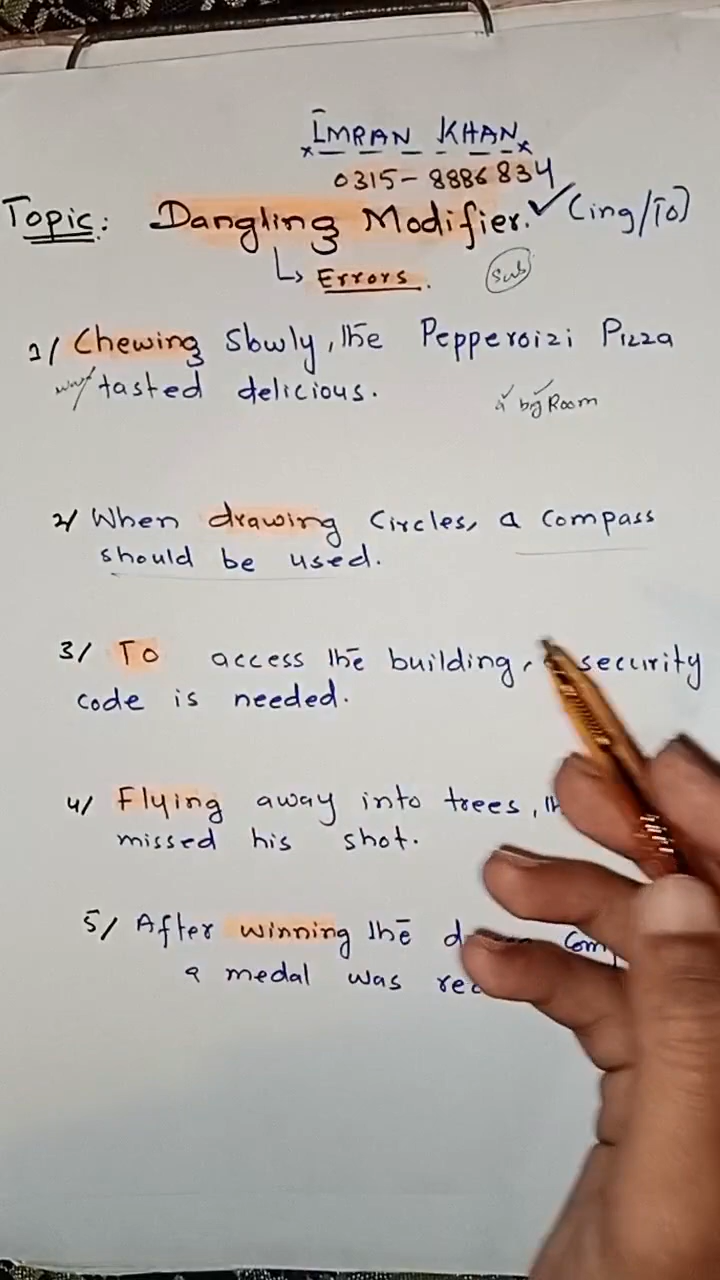 IMRAN KHAN
0315-8886834
Topic: Dangling Modifier. ✓ (ing/To)
↳ Errors. Sub
1/ Chewing slowly, the Pepperoizi Pizza
tasted delicious.
a big Room
2/ When drawing Circles, a compass
should be used.
3/ To access the building, security
code is needed.
4/ Flying away into trees,
missed his shot.
5/ After winning the
a medal was